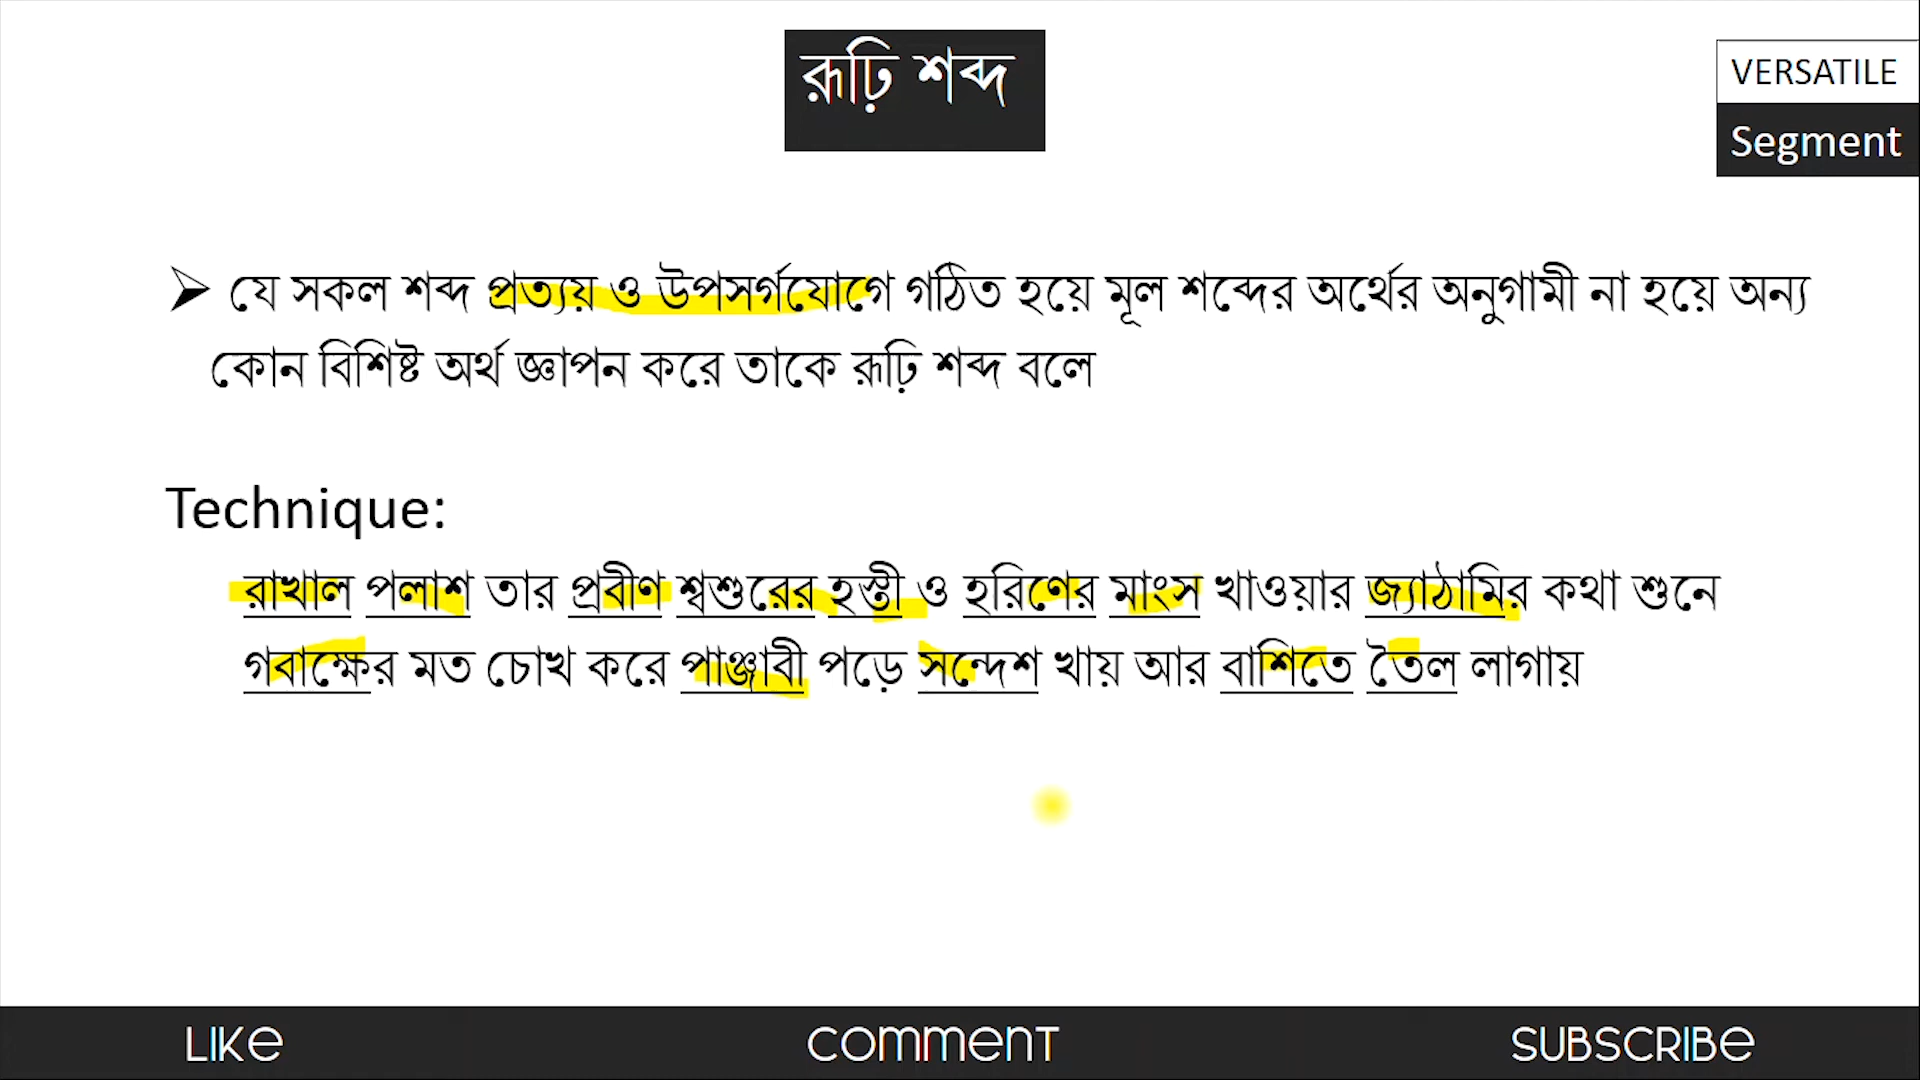 রূঢ়ি শব্দ
VERSATILE
Segment
যে সকল শব্দ প্রত্যয় ও উপসর্গযোগে গঠিত হয়ে মূল শব্দের অর্থের অনুগামী না হয়ে অন্য
কোন বিশিষ্ট অর্থ জ্ঞাপন করে তাকে রূঢ়ি শব্দ বলে
Technique:
রাখাল পলাশ তার প্রবীণ শ্বশুরের হস্তী ও হরিণের মাংস খাওয়ার জ্যাঠামির কথা শুনে
গবাক্ষের মত চোখ করে পাঞ্জাবী পড়ে সন্দেশ খায় আর বাশিতে তৈল লাগায়
LIKE
COMMENT
SUBSCRIBE